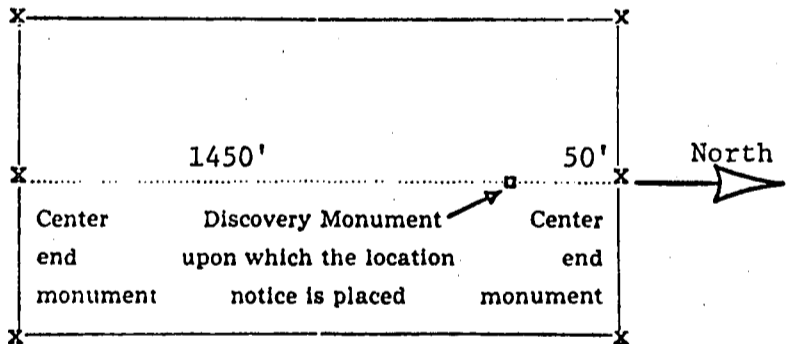 X X
1450' 50' North
X X
Center Discovery Monument Center
end upon which the location end
monument notice is placed monument
X X